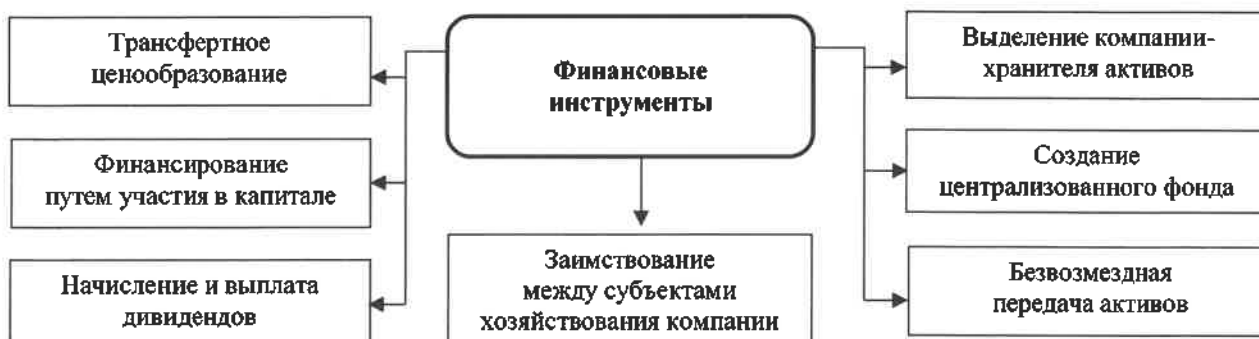 Трансфертное
ценообразование
Финансирование
путем участия в капитале
Начисление и выплата
дивидендов
Финансовые
инструменты
Заимствование
между субъектами
хозяйствования компании
Выделение компании-
хранителя активов
Создание
централизованного фонда
Безвозмездная
передача активов